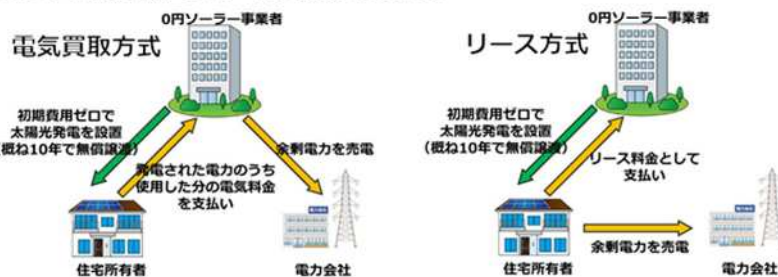 0円ソーラー事業者
電気買取方式
初期費用ゼロで
太陽光発電を設置
(概ね10年で無償譲渡)
発電された電力のうち
使用した分の電気料金
を支払い
余剰電力を売電
住宅所有者
電力会社
0円ソーラー事業者
リース方式
初期費用ゼロで
太陽光発電を設置
(概ね10年で無償譲渡)
リース料金として
支払い
余剰電力を売電
住宅所有者
電力会社